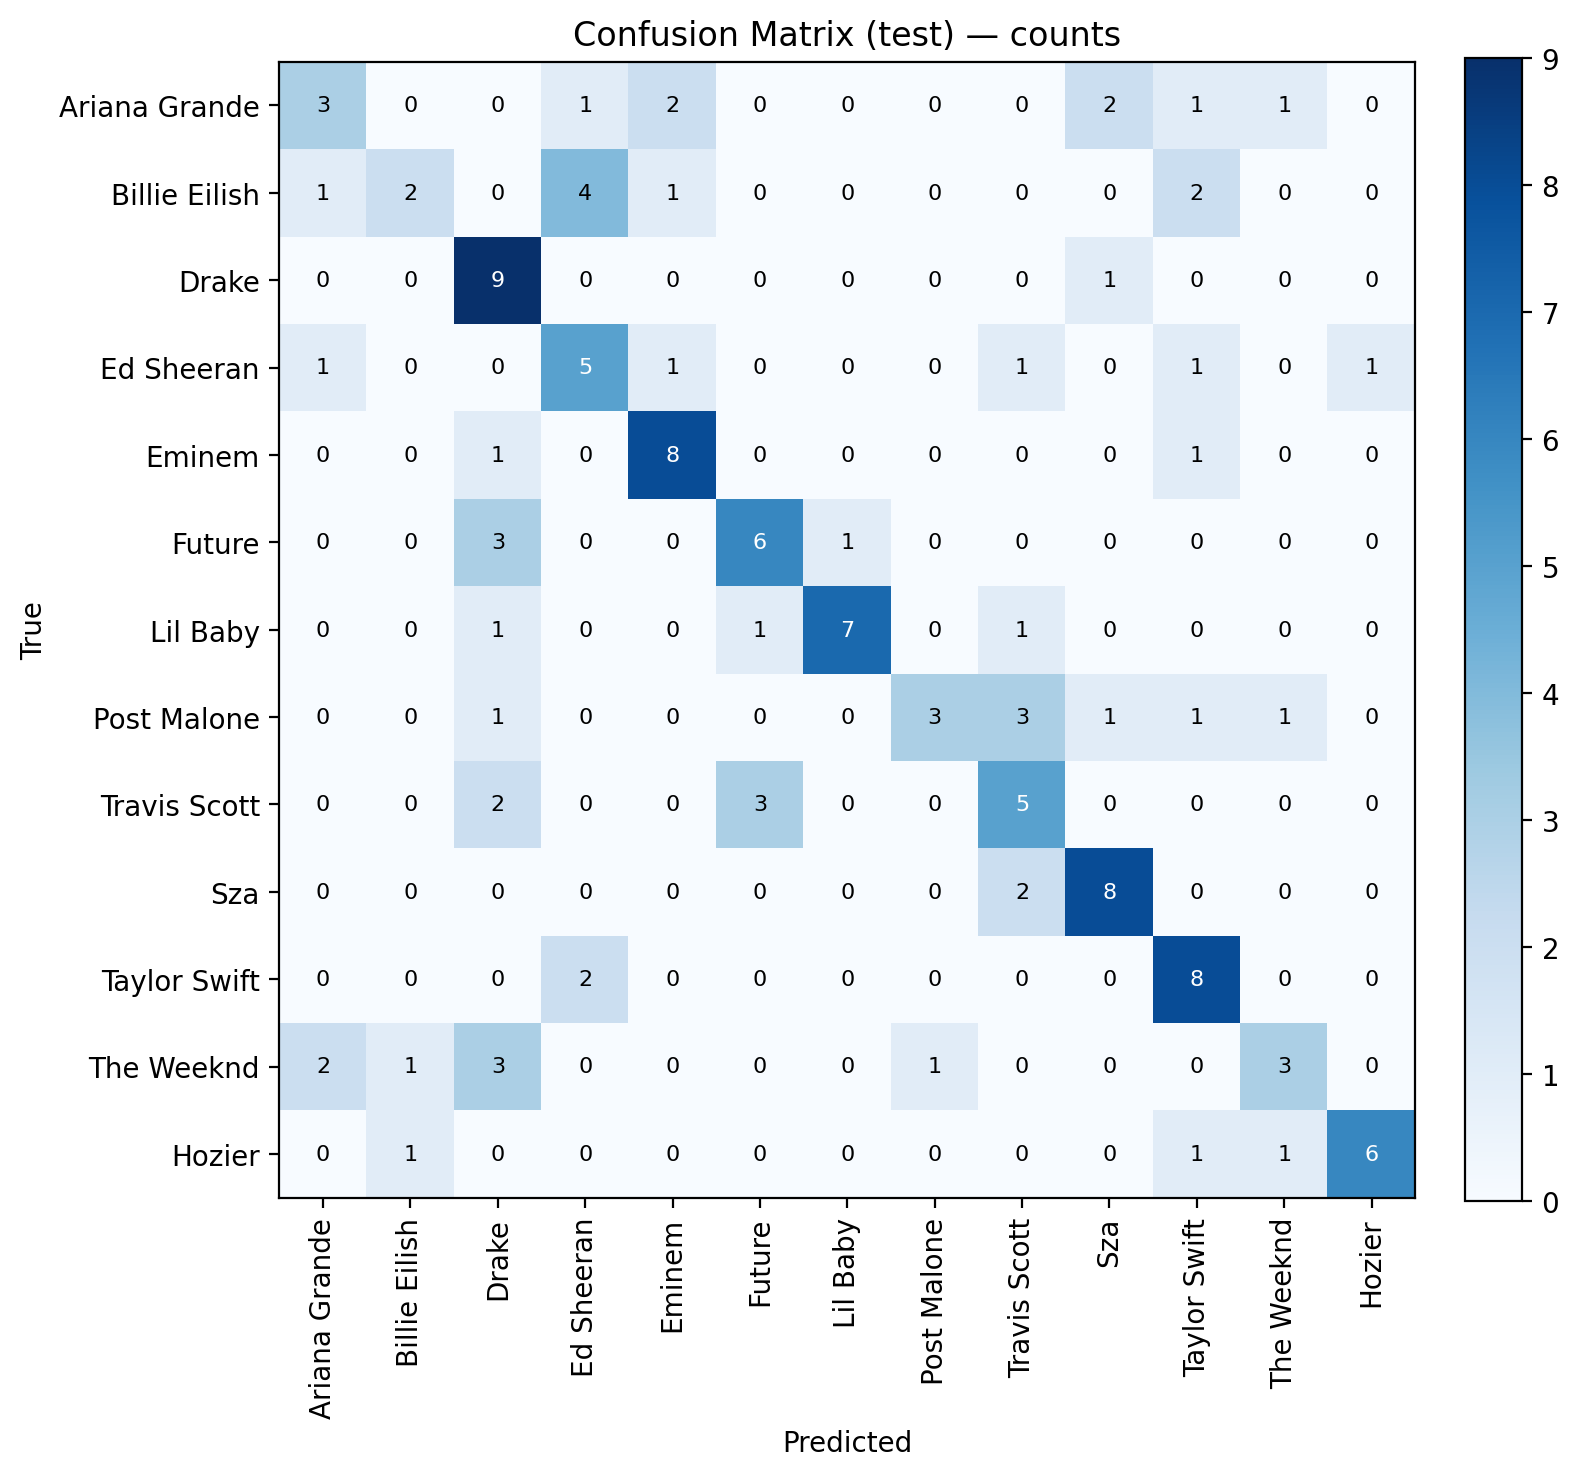 Confusion Matrix (test) — counts
Ariana Grande 3 0 0 1 2 0 0 0 0 2 1 1 0
Billie Eilish 1 2 0 4 1 0 0 0 0 0 2 0 0
Drake 0 0 9 0 0 0 0 0 0 1 0 0 0
Ed Sheeran 1 0 0 5 1 0 0 0 1 0 1 0 1
Eminem 0 0 1 0 8 0 0 0 0 0 1 0 0
Future 0 0 3 0 0 6 1 0 0 0 0 0 0
Lil Baby 0 0 1 0 0 1 7 0 1 0 0 0 0
Post Malone 0 0 1 0 0 0 0 3 3 1 1 1 0
Travis Scott 0 0 2 0 0 3 0 0 5 0 0 0 0
Sza 0 0 0 0 0 0 0 0 2 8 0 0 0
Taylor Swift 0 0 0 2 0 0 0 0 0 0 8 0 0
The Weeknd 2 1 3 0 0 0 0 1 0 0 0 3 0
Hozier 0 1 0 0 0 0 0 0 0 0 1 1 6
True
Ariana Grande
Billie Eilish
Drake
Ed Sheeran
Eminem
Future
Lil Baby
Post Malone
Travis Scott
Sza
Taylor Swift
The Weeknd
Hozier
Predicted
9
8
7
6
5
4
3
2
1
0